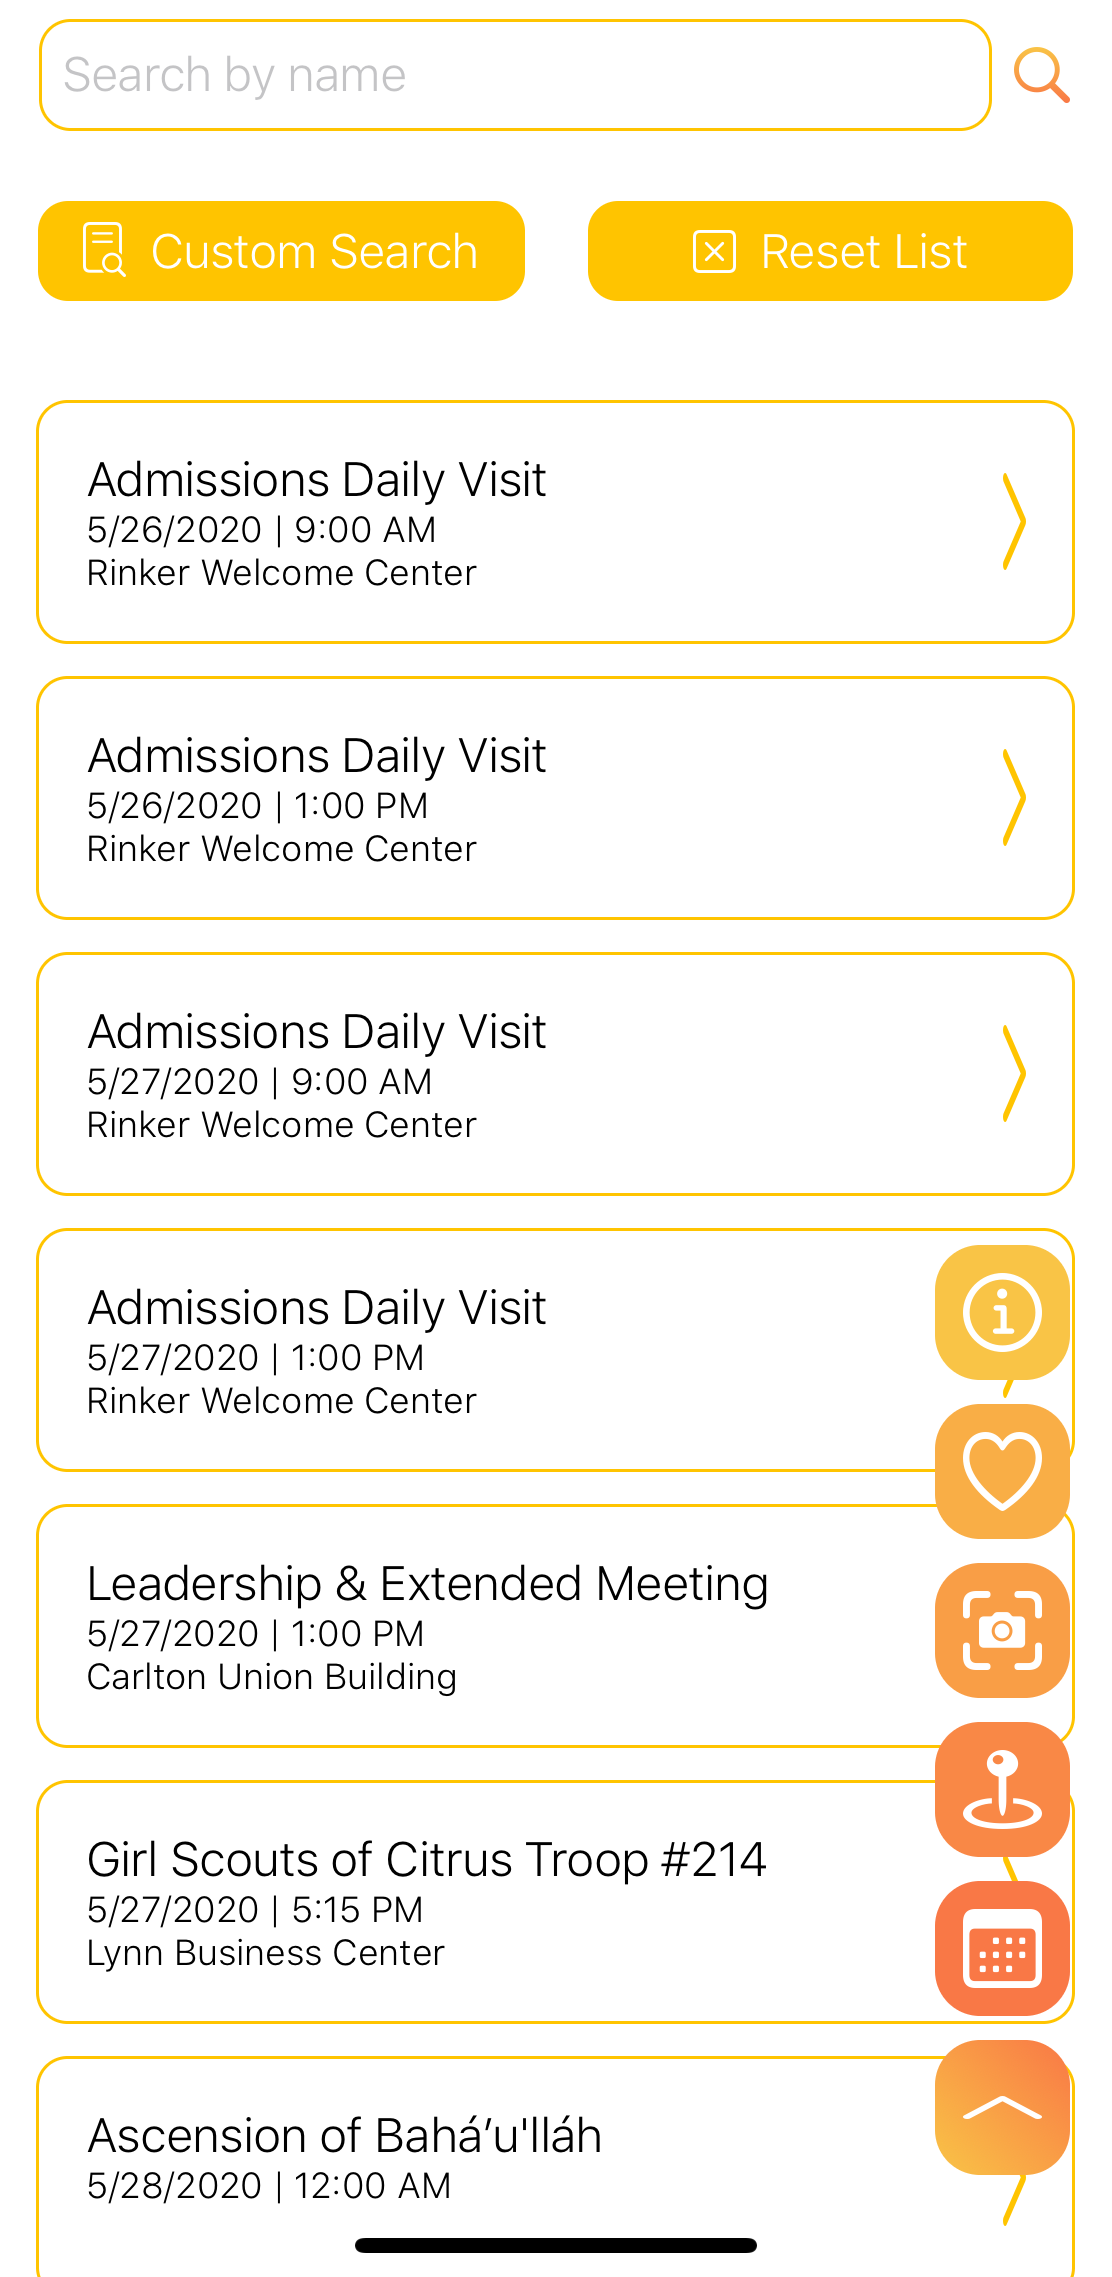 Search by name
Custom Search
Reset List
Admissions Daily Visit
5/26/2020 | 9:00 AM
Rinker Welcome Center
Admissions Daily Visit
5/26/2020 | 1:00 PM
Rinker Welcome Center
Admissions Daily Visit
5/27/2020 | 9:00 AM
Rinker Welcome Center
Admissions Daily Visit
5/27/2020 | 1:00 PM
Rinker Welcome Center
Leadership & Extended Meeting
5/27/2020 | 1:00 PM
Carlton Union Building
Girl Scouts of Citrus Troop #214
5/27/2020 | 5:15 PM
Lynn Business Center
Ascension of Bahá’u'lláh
5/28/2020 | 12:00 AM